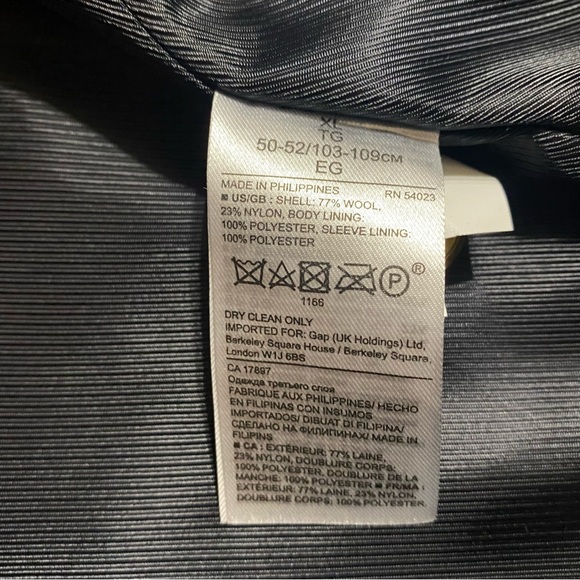 XL
TG
50-52/103-109см
EG
MADE IN PHILIPPINES RN 54023
■ US/GB : SHELL: 77% WOOL,
23% NYLON, BODY LINING:
100% POLYESTER, SLEEVE LINING:
100% POLYESTER
P ®
1166
DRY CLEAN ONLY
IMPORTED FOR: Gap (UK Holdings) Ltd,
Berkeley Square House / Berkeley Square,
London W1J 6BS
CA 17897
Одежда третьего слоя
FABRIQUE AUX PHILIPPINES/ HECHO
EN FILIPINAS CON INSUMOS
IMPORTADOS/ DIBUAT DI FILIPINA/
СДЕЛАНО НА ФИЛИППИНАХ/ MADE IN
FILIPINS
■ CA : EXTÉRIEUR: 77% LAINE,
23% NYLON, DOUBLURE CORPS:
100% POLYESTER, DOUBLURE DE LA
MANCHE: 100% POLYESTER ■ FR/MA :
EXTÉRIEUR: 77% LAINE, 23% NYLON,
DOUBLURE CORPS: 100% POLYESTER,